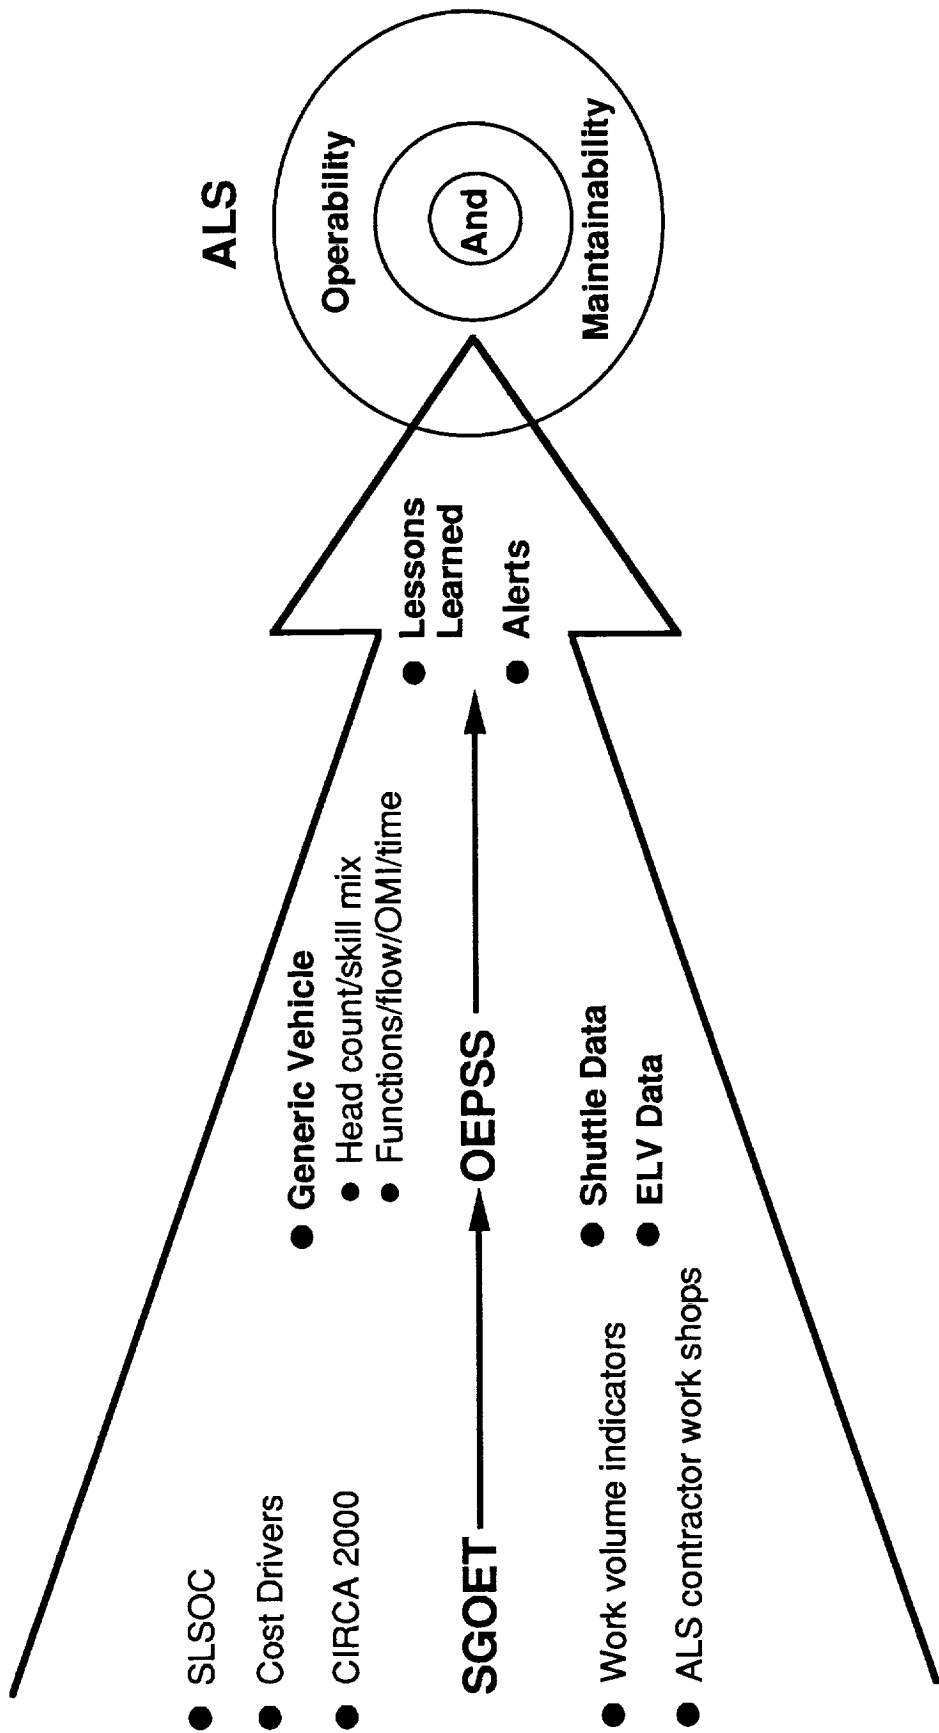 ALS
Operability
And
Maintainability
● Lessons
Learned
● Alerts
● Generic Vehicle
● Head count/skill mix
● Functions/flow/OMI/time
OEPSS
● Shuttle Data
● ELV Data
● SLSOC
● Cost Drivers
● CIRCA 2000
SGOET
● Work volume indicators
● ALS contractor work shops